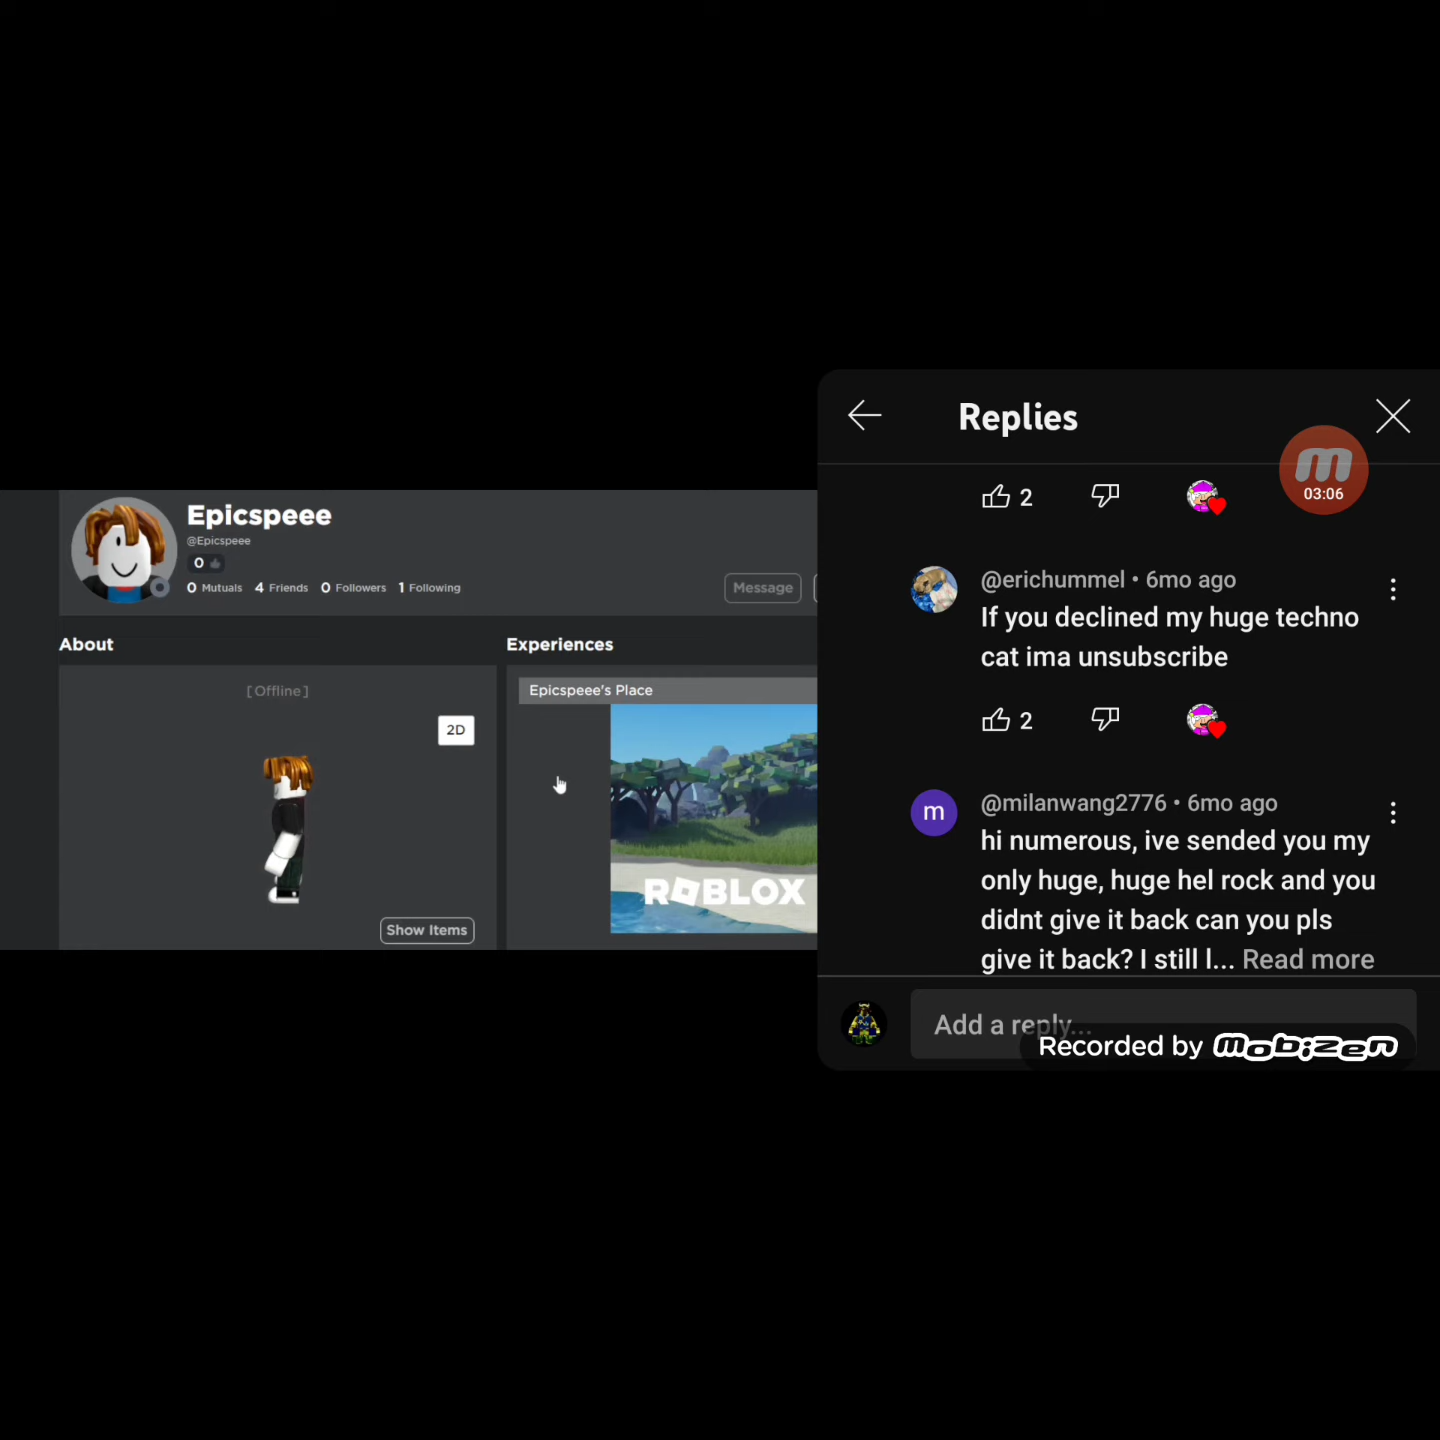 Epicspeee
@Epicspeee
0
0 Mutuals 4 Friends 0 Followers 1 Following
Message
About
Experiences
[ Offline ]
2D
Show Items
Epicspeee's Place
ROBLOX
Replies
03:06
2
@erichummel • 6mo ago
If you declined my huge techno
cat ima unsubscribe
2
m
@milanwang2776 • 6mo ago
hi numerous, ive sended you my
only huge, huge hel rock and you
didnt give it back can you pls
give it back? I still l... Read more
Add a reply...
Recorded by mobizen